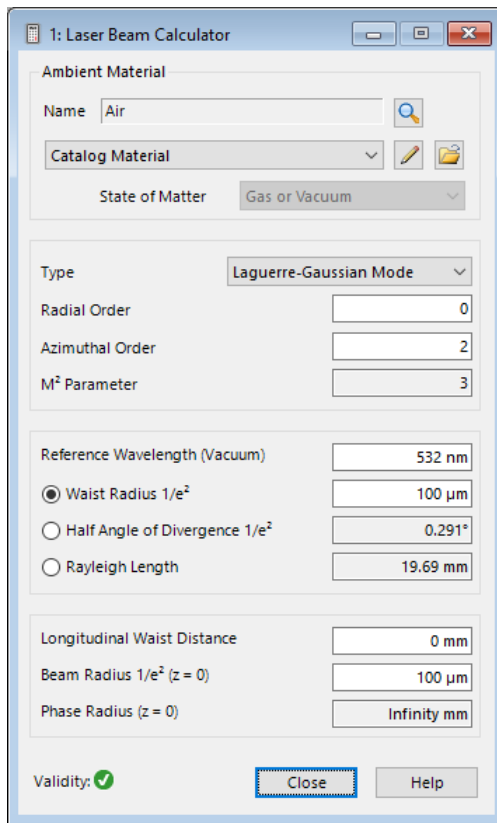 1: Laser Beam Calculator
Ambient Material
Name Air
Catalog Material
State of Matter Gas or Vacuum
Type Laguerre-Gaussian Mode
Radial Order 0
Azimuthal Order 2
M² Parameter 3
Reference Wavelength (Vacuum) 532 nm
Waist Radius 1/e² 100 µm
Half Angle of Divergence 1/e² 0.291°
Rayleigh Length 19.69 mm
Longitudinal Waist Distance 0 mm
Beam Radius 1/e² (z = 0) 100 µm
Phase Radius (z = 0) Infinity mm
Validity: Close Help